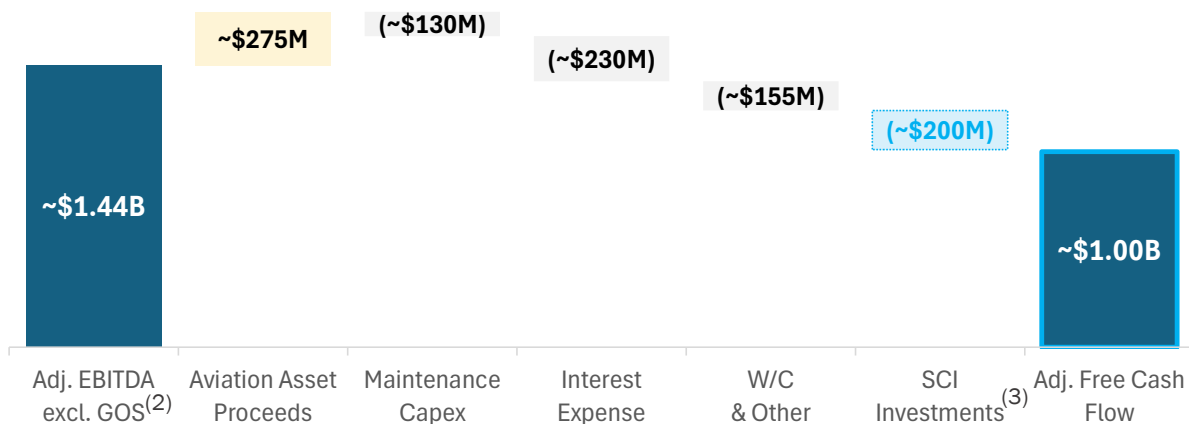 ~$275M
(~$130M)
(~$230M)
(~$155M)
(~$200M)
~$1.44B
~$1.00B
Adj. EBITDA
excl. GOS(2)
Aviation Asset
Proceeds
Maintenance
Capex
Interest
Expense
W/C
& Other
SCI
Investments(3)
Adj. Free Cash
Flow